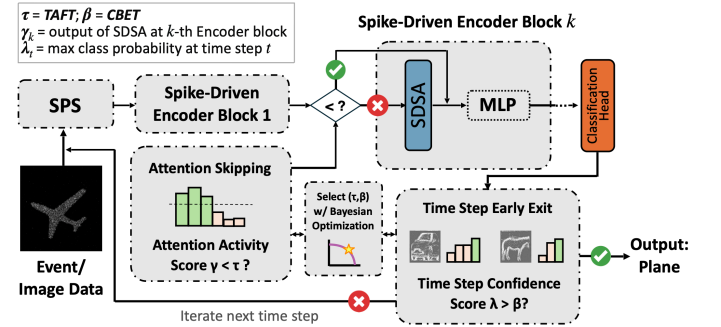 τ = TAFT; β = CBET
γk = output of SDSA at k-th Encoder block
λt = max class probability at time step t
Spike-Driven Encoder Block k
SPS
Spike-Driven
Encoder Block 1
< ?
SDSA
MLP
Classification
Head
Attention Skipping
Attention Activity
Score γ < τ ?
Select (τ,β)
w/ Bayesian
Optimization
Time Step Early Exit
Time Step Confidence
Score λ > β?
Output:
Plane
Event/
Image Data
Iterate next time step